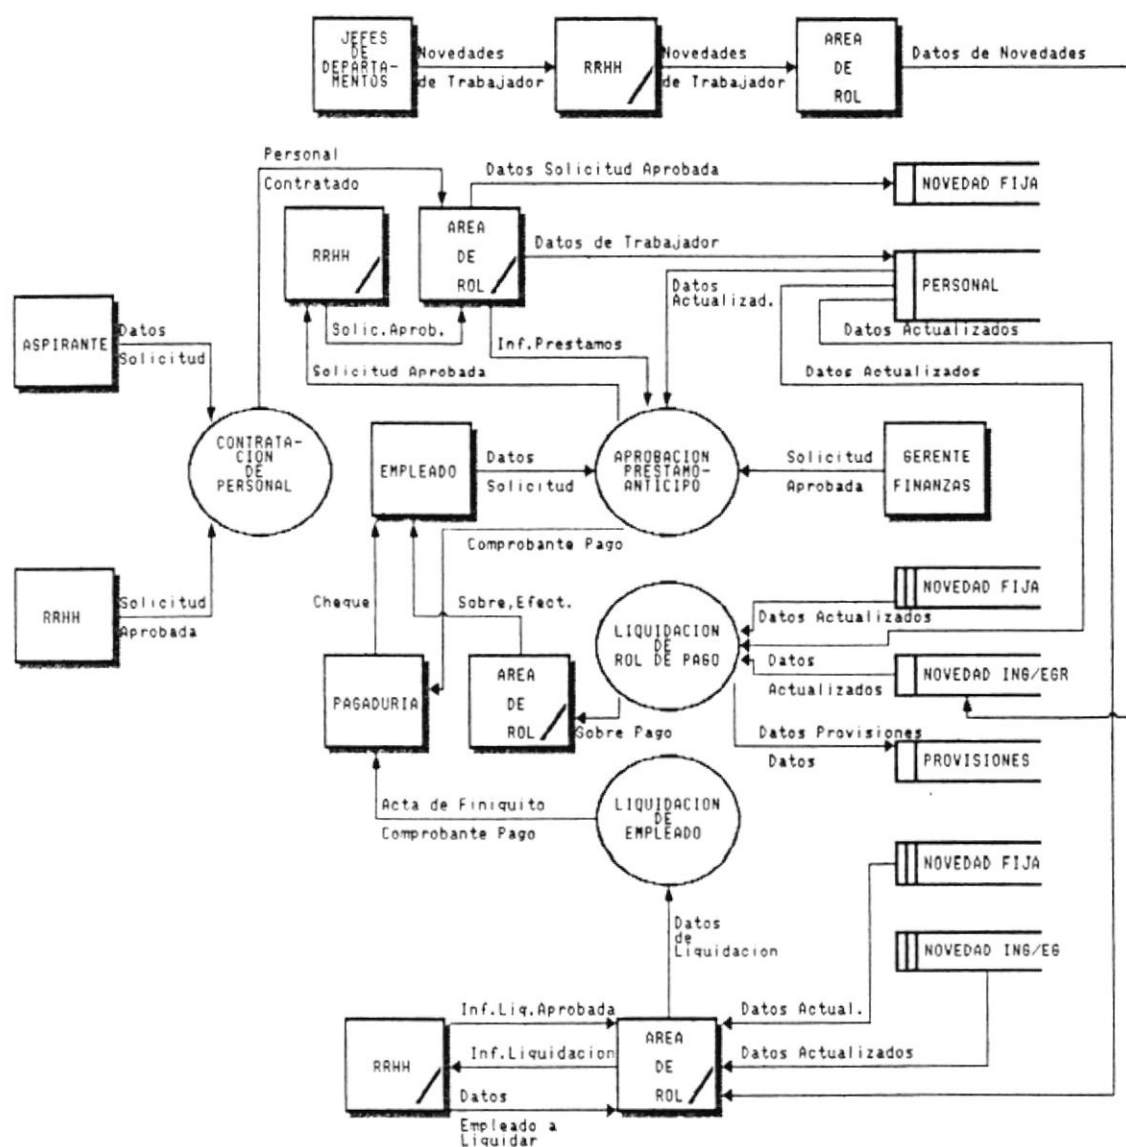 JEFES
DE
DEPARTA-
MENTOS
Novedades
de Trabajador
RRHH
Novedades
de Trabajador
AREA
DE
ROL
Datos de Novedades
Personal
Contratado
Datos Solicitud Aprobada
NOVEDAD FIJA
RRHH
AREA
DE
ROL
Datos de Trabajador
Datos
Actualizad.
PERSONAL
Datos Actualizados
Datos Actualizados
ASPIRANTE
Datos
Solicitud
Solic.Aprob.
Inf.Prestamos
Solicitud Aprobada
CONTRATA-
CION
DE
PERSONAL
EMPLEADO
Datos
Solicitud
APROBACION
PRESTAMO-
ANTICIPO
Solicitud
Aprobada
GERENTE
FINANZAS
Comprobante Pago
RRHH
Solicitud
Aprobada
Cheque
Sobre,Efect.
LIQUIDACION
DE
ROL DE PAGO
Datos Actualizados
NOVEDAD FIJA
Datos
Actualizados
NOVEDAD ING/EGR
PAGADURIA
AREA
DE
ROL
Sobre Pago
Datos Provisiones
Datos
PROVISIONES
Acta de Finiquito
Comprobante Pago
LIQUIDACION
DE
EMPLEADO
NOVEDAD FIJA
Datos
de
Liquidacion
NOVEDAD ING/EG
Inf.Liq.Aprobada
Datos Actual.
RRHH
Inf.Liquidacion
AREA
DE
ROL
Datos Actualizados
Datos
Empleado a
Liquidar